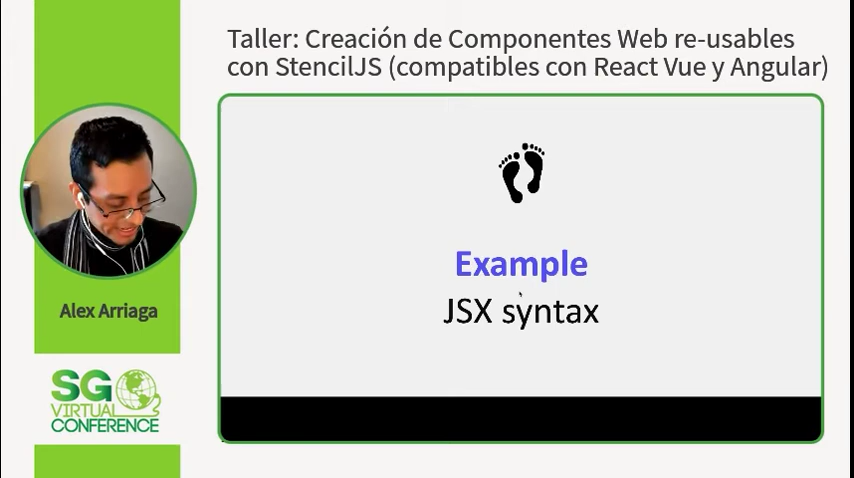 Taller: Creación de Componentes Web re-usables
con StencilJS (compatibles con React Vue y Angular)
Example
JSX syntax
Alex Arriaga
SG
VIRTUAL
CONFERENCE